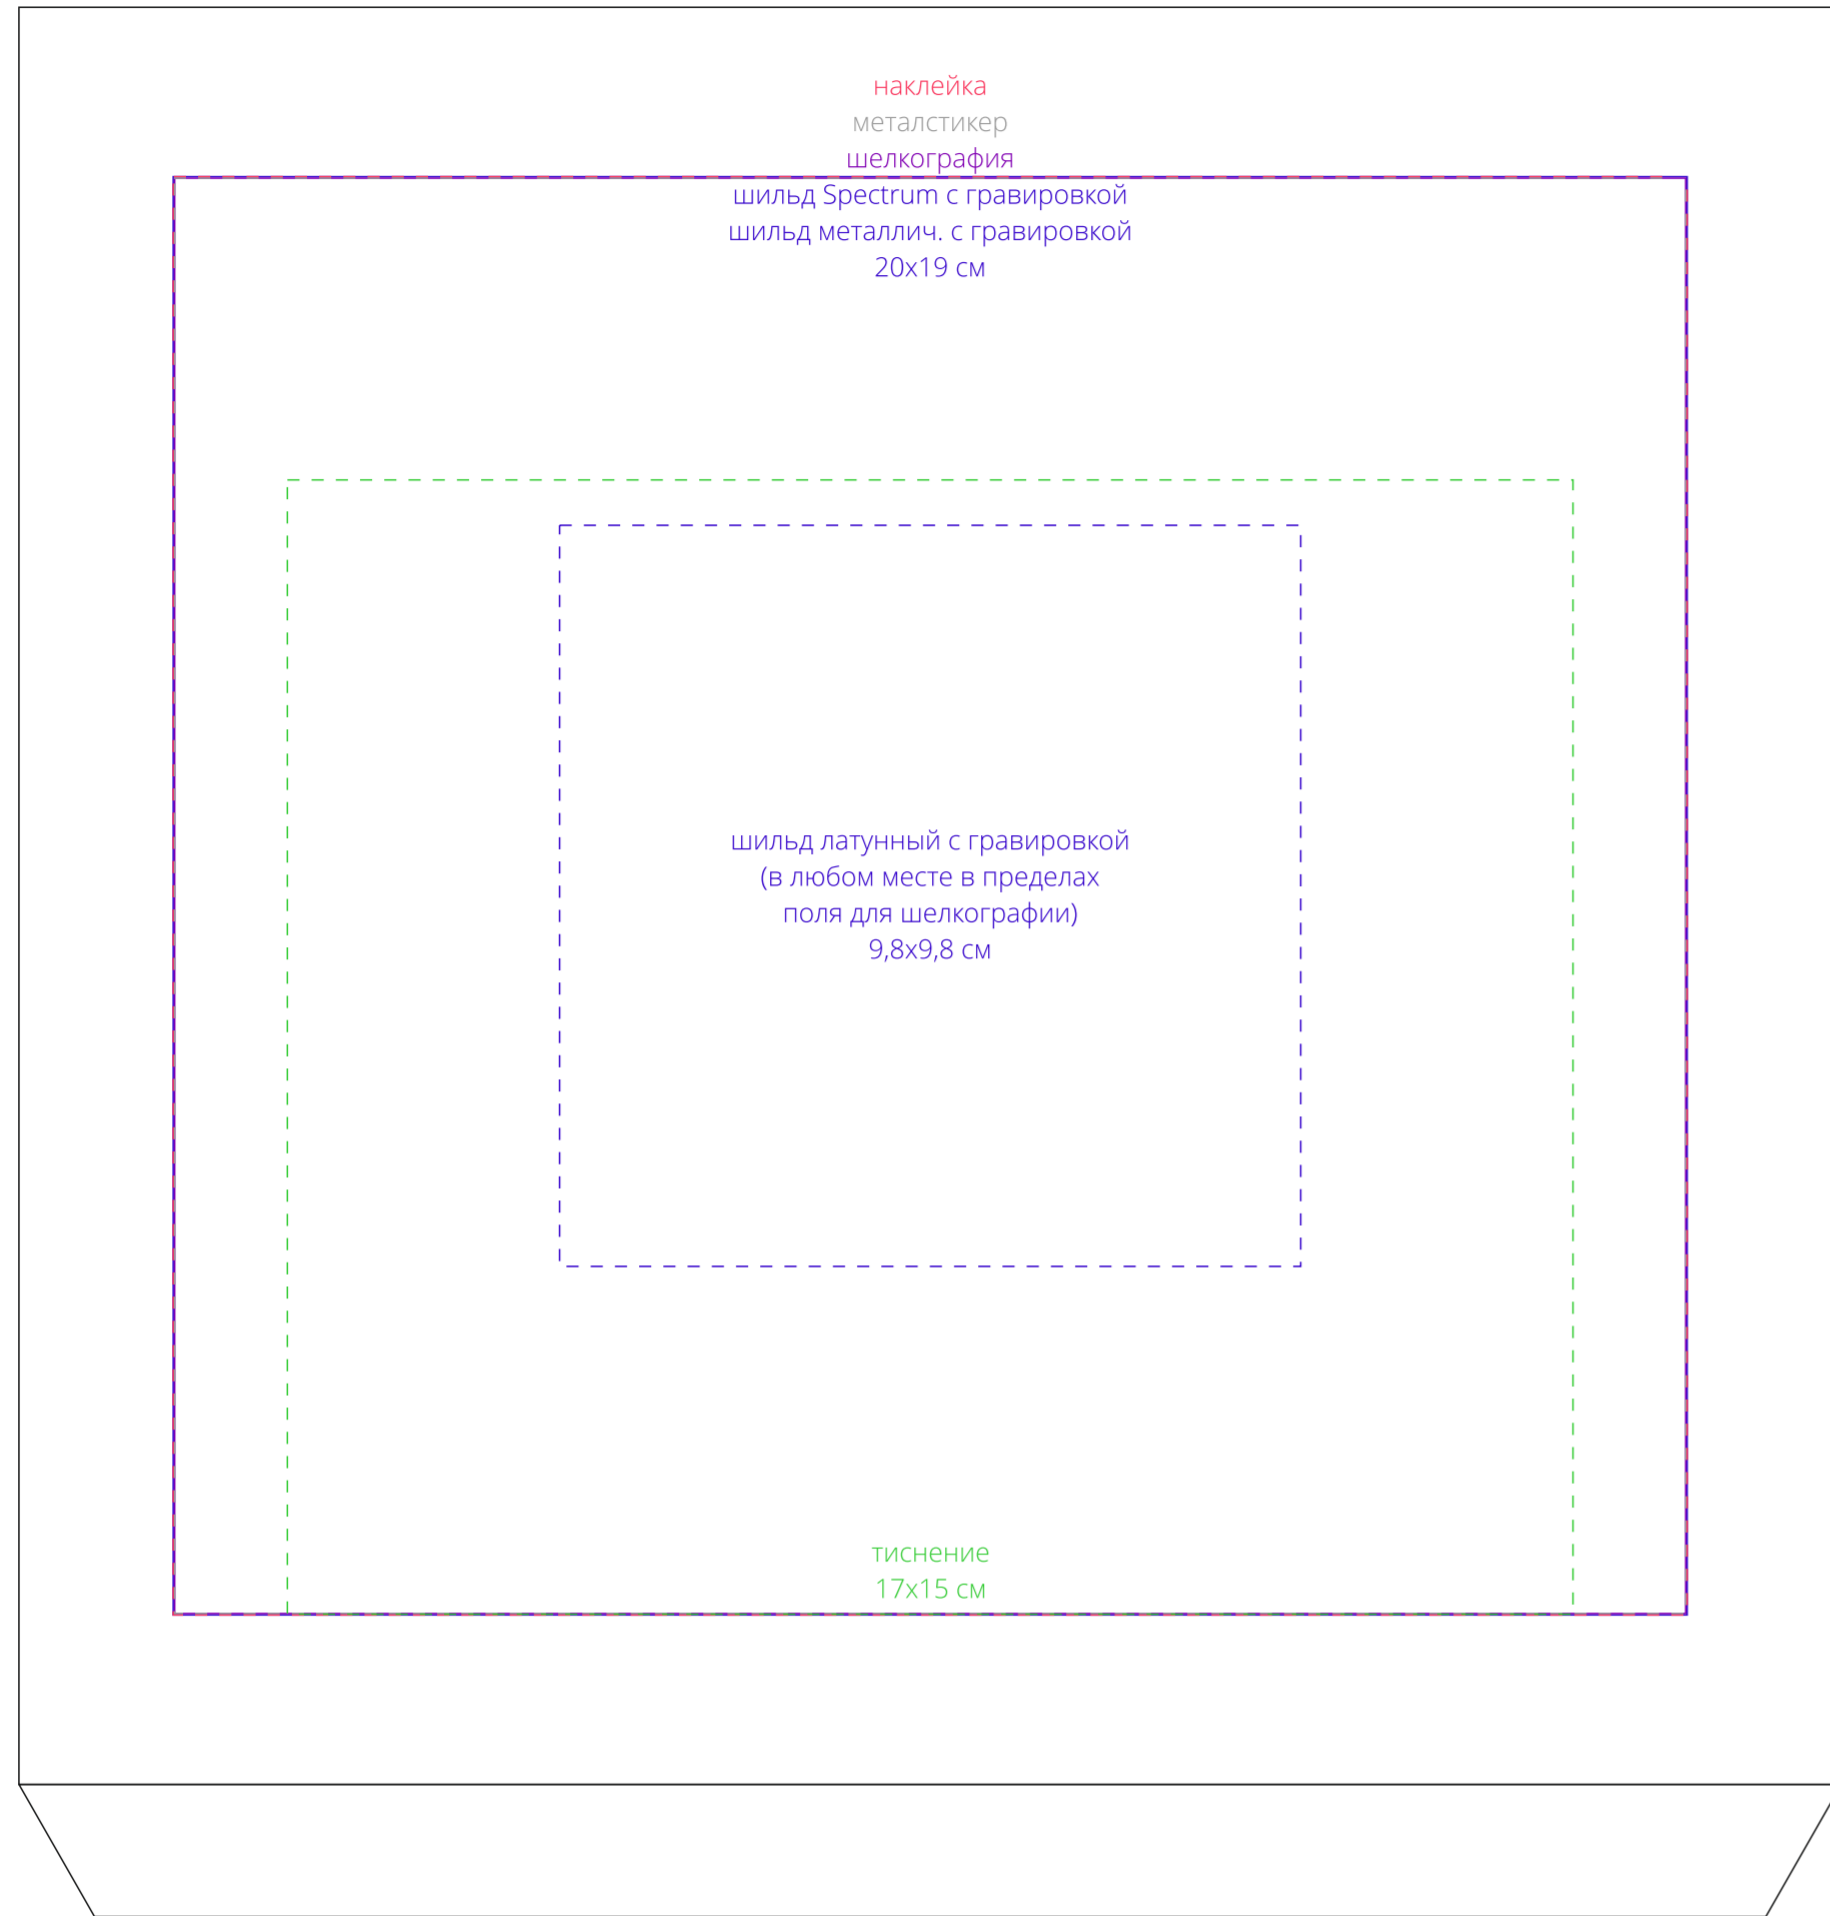 наклейка
металстикер
шелкография
шильд Spectrum с гравировкой
шильд металлич. с гравировкой
20х19 см
шильд латунный с гравировкой
(в любом месте в пределах
поля для шелкографии)
9,8х9,8 см
тиснение
17х15 см